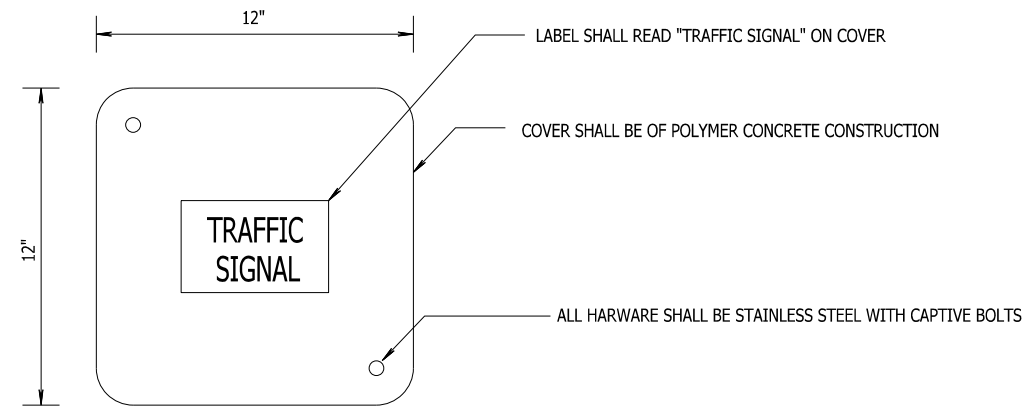 12"
LABEL SHALL READ "TRAFFIC SIGNAL" ON COVER
COVER SHALL BE OF POLYMER CONCRETE CONSTRUCTION
12"
TRAFFIC
SIGNAL
ALL HARWARE SHALL BE STAINLESS STEEL WITH CAPTIVE BOLTS